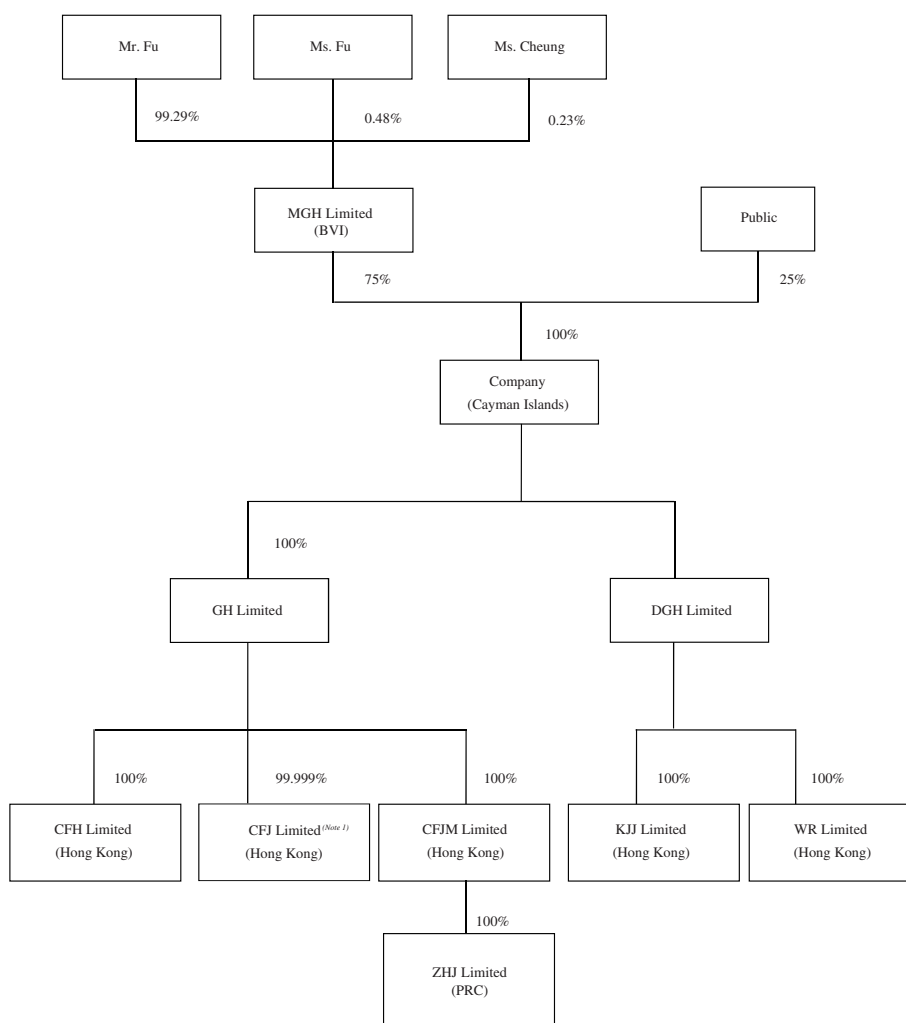 Mr. Fu
Ms. Fu
Ms. Cheung
99.29%
0.48%
0.23%
MGH Limited
(BVI)
Public
75%
25%
100%
Company
(Cayman Islands)
100%
GH Limited
DGH Limited
100%
99.999%
100%
100%
100%
CFH Limited
(Hong Kong)
CFJ Limited (Note 1)
(Hong Kong)
CFJM Limited
(Hong Kong)
KJJ Limited
(Hong Kong)
WR Limited
(Hong Kong)
100%
ZHJ Limited
(PRC)